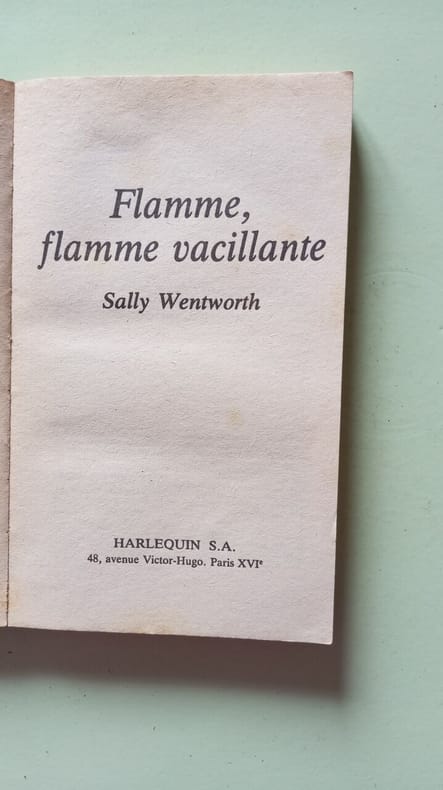 Flamme,
flamme vacillante
Sally Wentworth
HARLEQUIN S.A.
48, avenue Victor-Hugo. Paris XVIᵉ